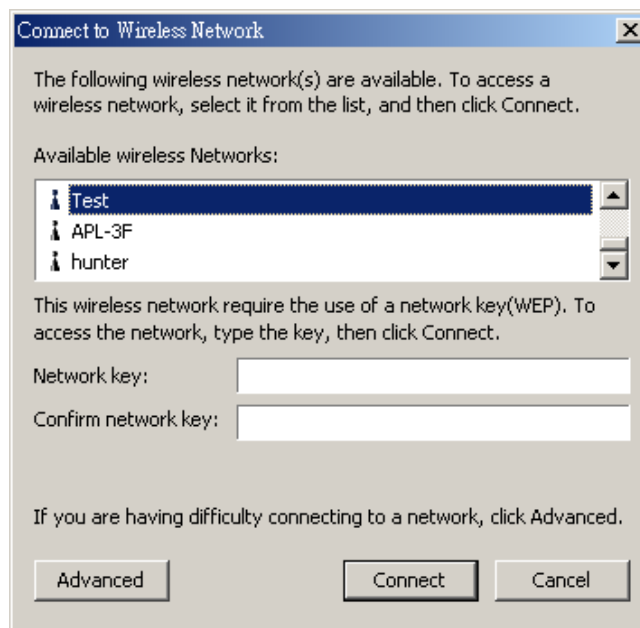 Connect to Wireless Network
The following wireless network(s) are available. To access a
wireless network, select it from the list, and then click Connect.
Available wireless Networks:
Test
APL-3F
hunter
This wireless network require the use of a network key(WEP). To
access the network, type the key, then click Connect.
Network key:
Confirm network key:
If you are having difficulty connecting to a network, click Advanced.
Advanced Connect Cancel